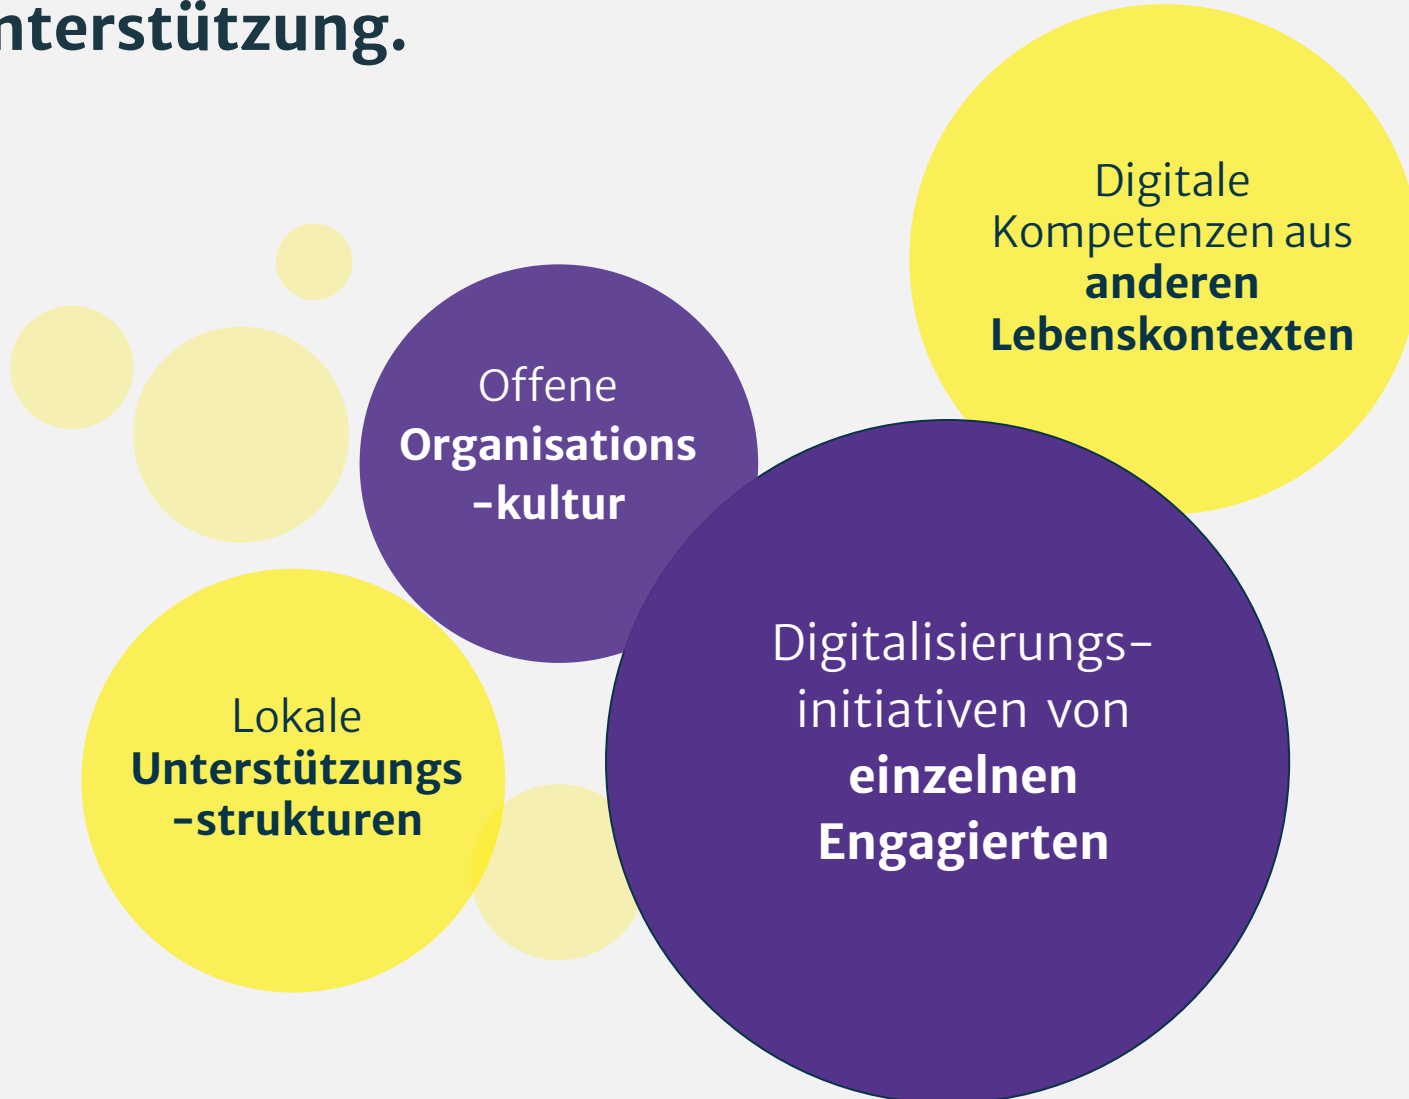 nterstützung.
Digitale
Kompetenzen aus
anderen
Lebenskontexten
Offene
Organisations
-kultur
Digitalisierungs-
initiativen von
einzelnen
Engagierten
Lokale
Unterstützungs
-strukturen